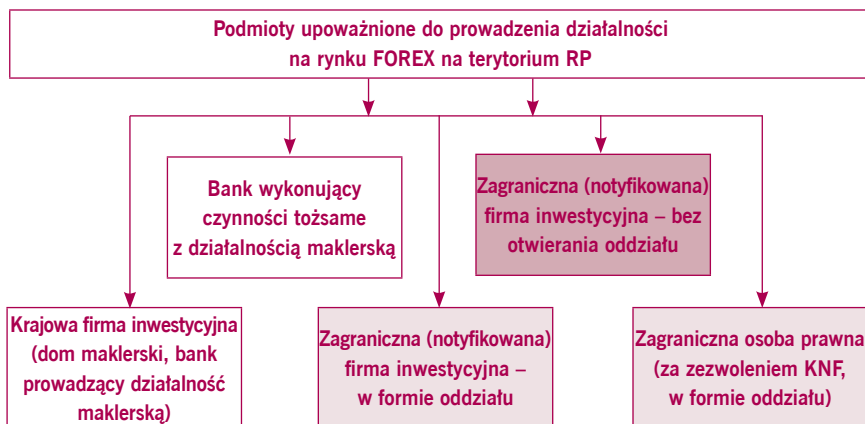 Podmioty upoważnione do prowadzenia działalności
na rynku FOREX na terytorium RP
Bank wykonujący
czynności tożsame
z działalnością maklerską
Zagraniczna (notyfikowana)
firma inwestycyjna – bez
otwierania oddziału
Krajowa firma inwestycyjna
(dom maklerski, bank
prowadzący działalność
maklerską)
Zagraniczna (notyfikowana)
firma inwestycyjna –
w formie oddziału
Zagraniczna osoba prawna
(za zezwoleniem KNF,
w formie oddziału)